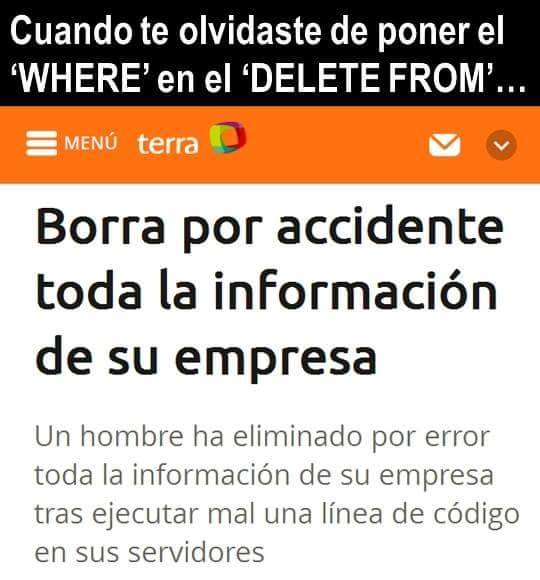 Cuando te olvidaste de poner el
‘WHERE’ en el ‘DELETE FROM’...
MENÚ terra
Borra por accidente
toda la información
de su empresa
Un hombre ha eliminado por error
toda la información de su empresa
tras ejecutar mal una línea de código
en sus servidores